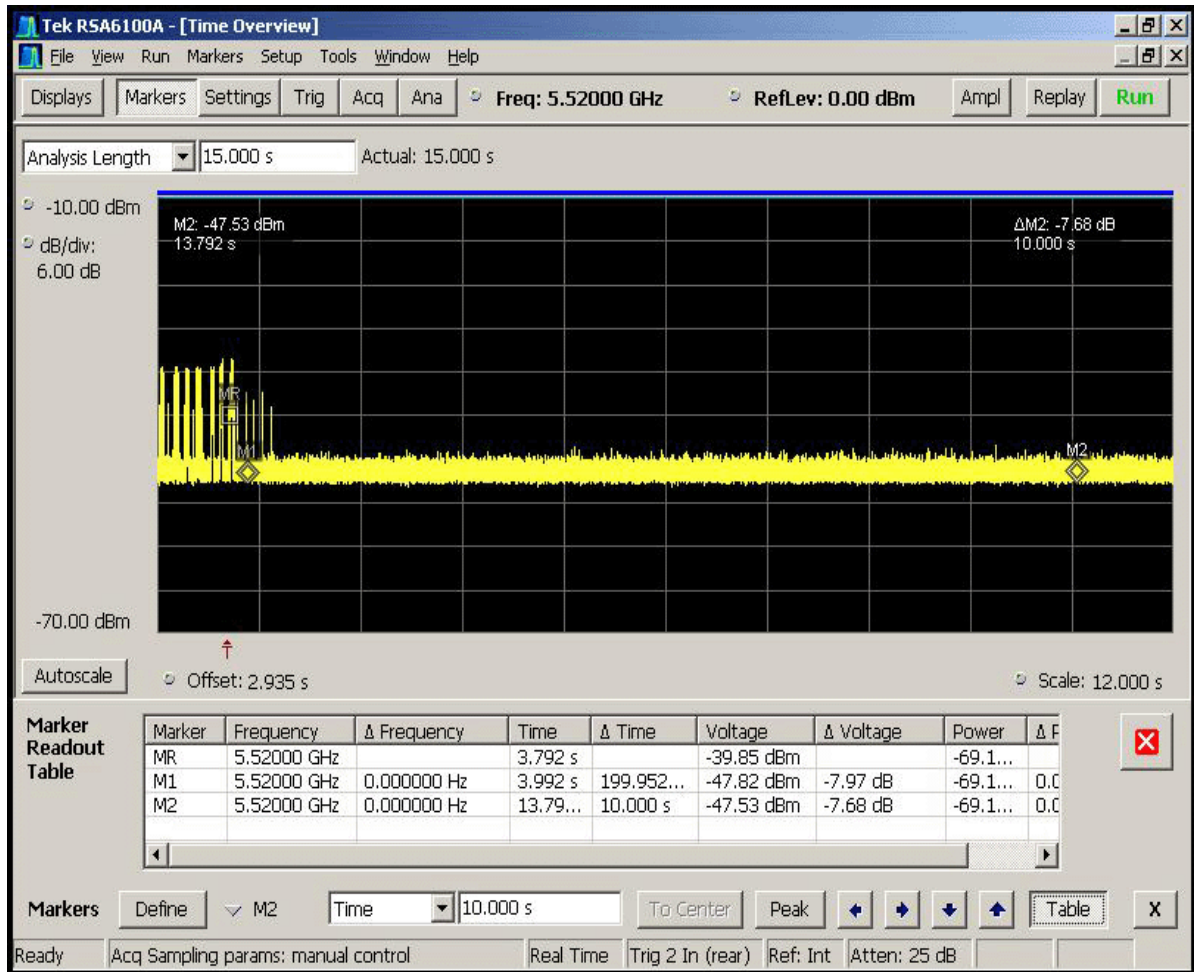 Tek RSA6100A - [Time Overview]
File View Run Markers Setup Tools Window Help
Displays Markers Settings Trig Acq Ana Freq: 5.52000 GHz RefLev: 0.00 dBm Ampl Replay Run
Analysis Length 15.000 s Actual: 15.000 s
-10.00 dBm
dB/div:
6.00 dB
M2: -47.53 dBm
13.792 s
ΔM2: -7.68 dB
10.000 s
MR
M1
M2
-70.00 dBm
Autoscale Offset: 2.935 s Scale: 12.000 s
Marker
Readout
Table
Marker Frequency Δ Frequency Time Δ Time Voltage Δ Voltage Power Δ P
MR 5.52000 GHz 3.792 s -39.85 dBm -69.1...
M1 5.52000 GHz 0.000000 Hz 3.992 s 199.952... -47.82 dBm -7.97 dB -69.1... 0.0
M2 5.52000 GHz 0.000000 Hz 13.79... 10.000 s -47.53 dBm -7.68 dB -69.1... 0.0
Markers Define M2 Time 10.000 s To Center Peak Table X
Ready Acq Sampling params: manual control Real Time Trig 2 In (rear) Ref: Int Atten: 25 dB